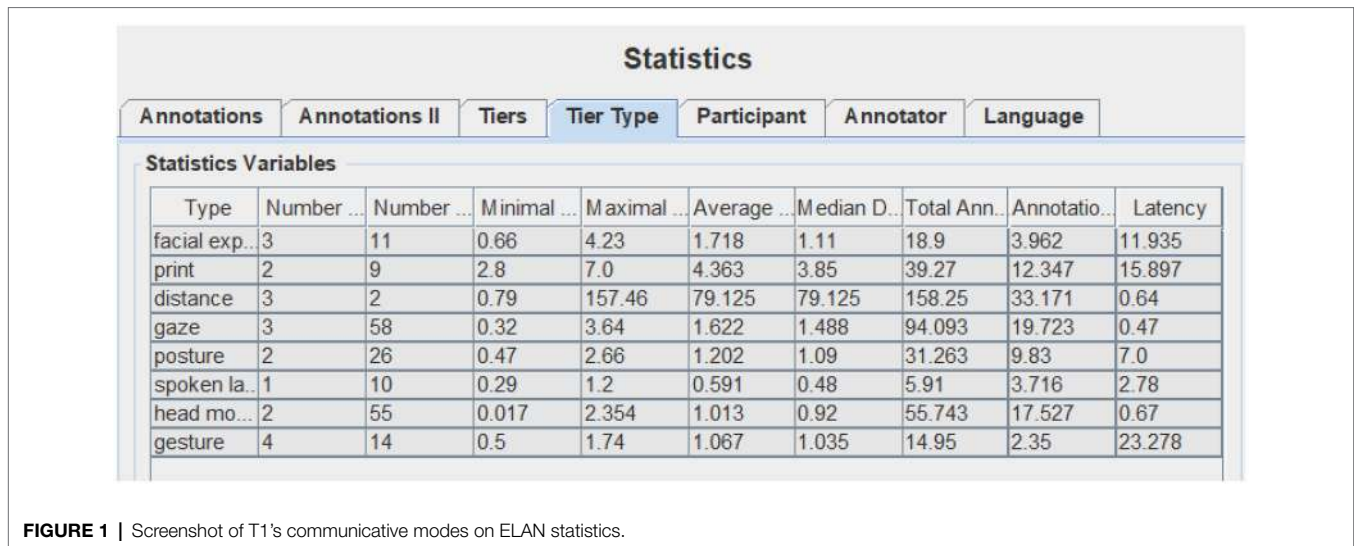 Statistics
Annotations Annotations II Tiers Tier Type Participant Annotator Language
Statistics Variables
Type Number ... Number ... Minimal ... Maximal ... Average ... Median D... Total Ann... Annotatio... Latency
facial exp... 3 11 0.66 4.23 1.718 1.11 18.9 3.962 11.935
print 2 9 2.8 7.0 4.363 3.85 39.27 12.347 15.897
distance 3 2 0.79 157.46 79.125 79.125 158.25 33.171 0.64
gaze 3 58 0.32 3.64 1.622 1.488 94.093 19.723 0.47
posture 2 26 0.47 2.66 1.202 1.09 31.263 9.83 7.0
spoken la... 1 10 0.29 1.2 0.591 0.48 5.91 3.716 2.78
head mo... 2 55 0.017 2.354 1.013 0.92 55.743 17.527 0.67
gesture 4 14 0.5 1.74 1.067 1.035 14.95 2.35 23.278
FIGURE 1 | Screenshot of T1's communicative modes on ELAN statistics.